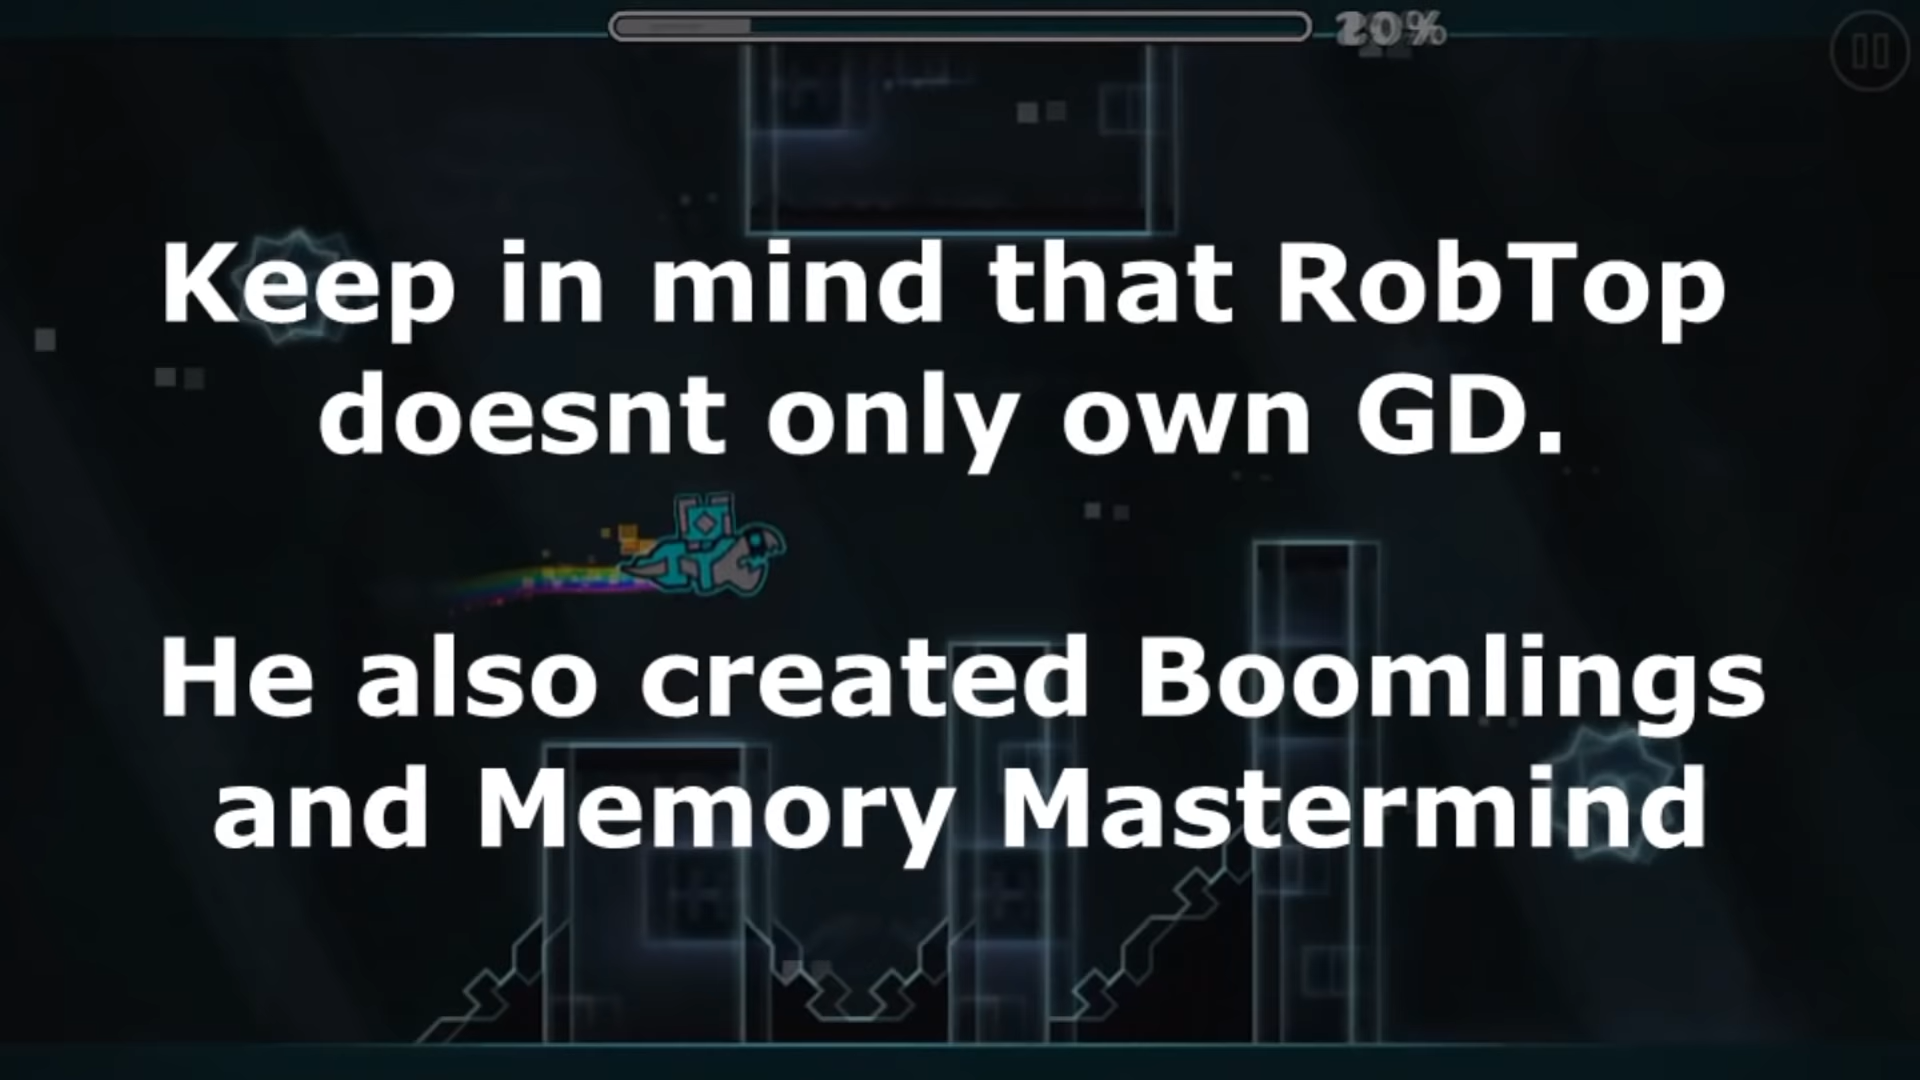 20%
Keep in mind that RobTop
doesnt only own GD.
He also created Boomlings
and Memory Mastermind